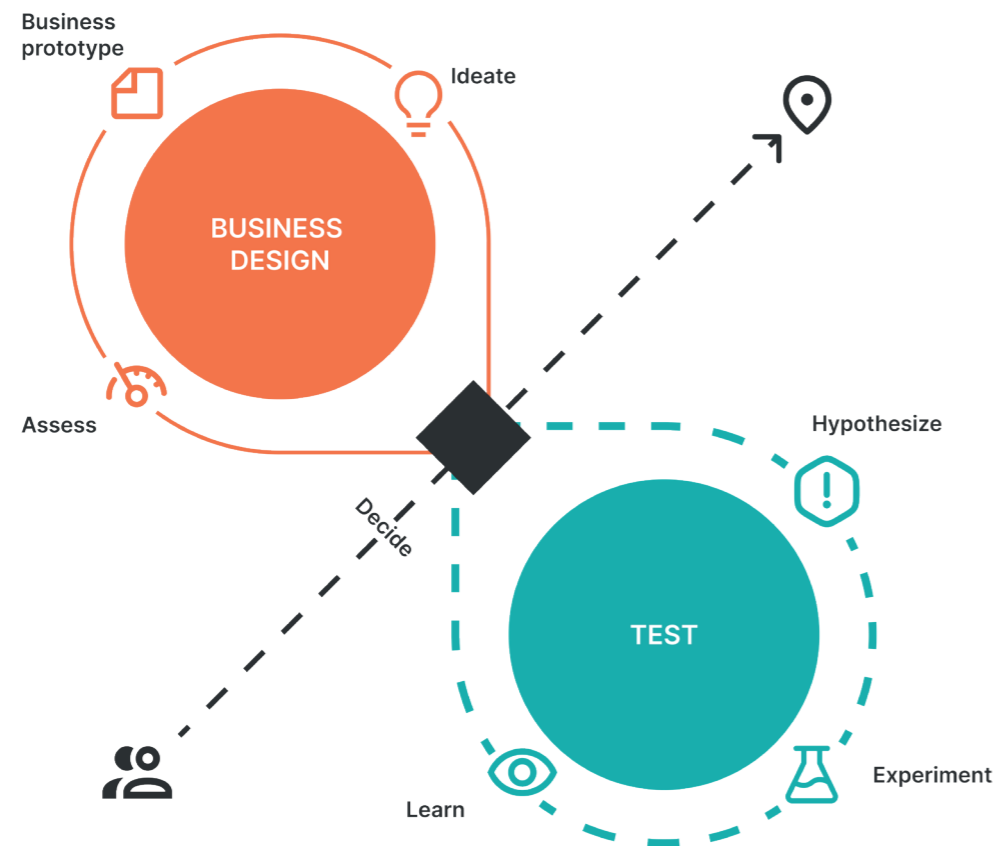 Business
prototype
Ideate
BUSINESS
DESIGN
Assess
Hypothesize
Decide
TEST
Experiment
Learn